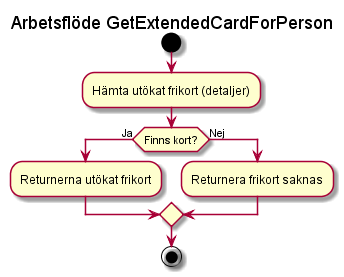 Arbetsflöde GetExtendedCardForPerson
Hämta utökat frikort (detaljer)
Finns kort?
Ja
Nej
Returnerna utökat frikort
Returnera frikort saknas